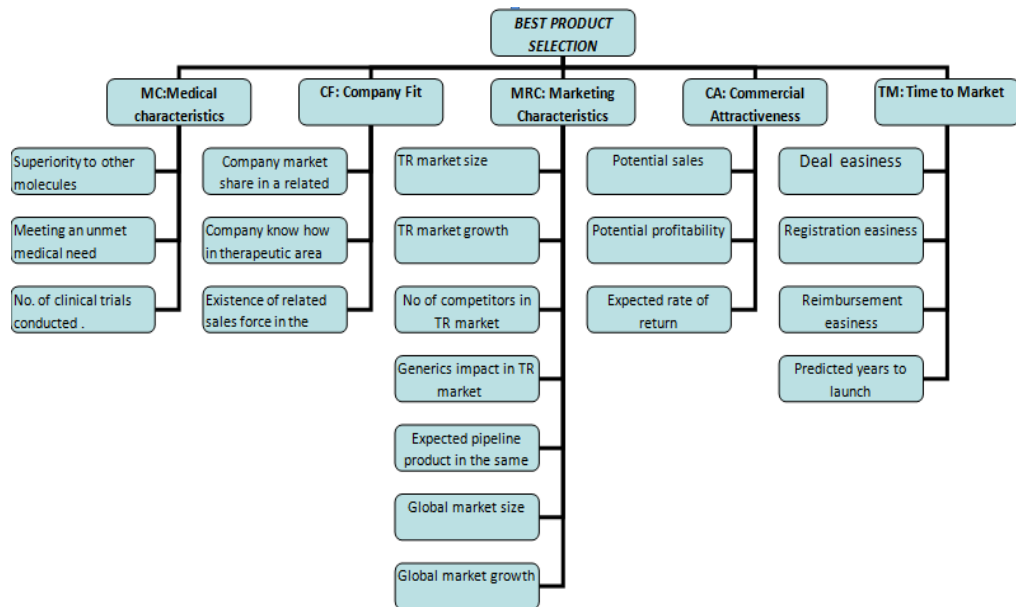 BEST PRODUCT
SELECTION
MC:Medical
characteristics
Superiority to other
molecules
Meeting an unmet
medical need
No. of clinical trials
conducted .
CF: Company Fit
Company market
share in a related
Company know how
in therapeutic area
Existence of related
sales force in the
MRC: Marketing
Characteristics
TR market size
TR market growth
No of competitors in
TR market
Generics impact in TR
market
Expected pipeline
product in the same
Global market size
Global market growth
CA: Commercial
Attractiveness
Potential sales
Potential profitability
Expected rate of
return
TM: Time to Market
Deal easiness
Registration easiness
Reimbursement
easiness
Predicted years to
launch